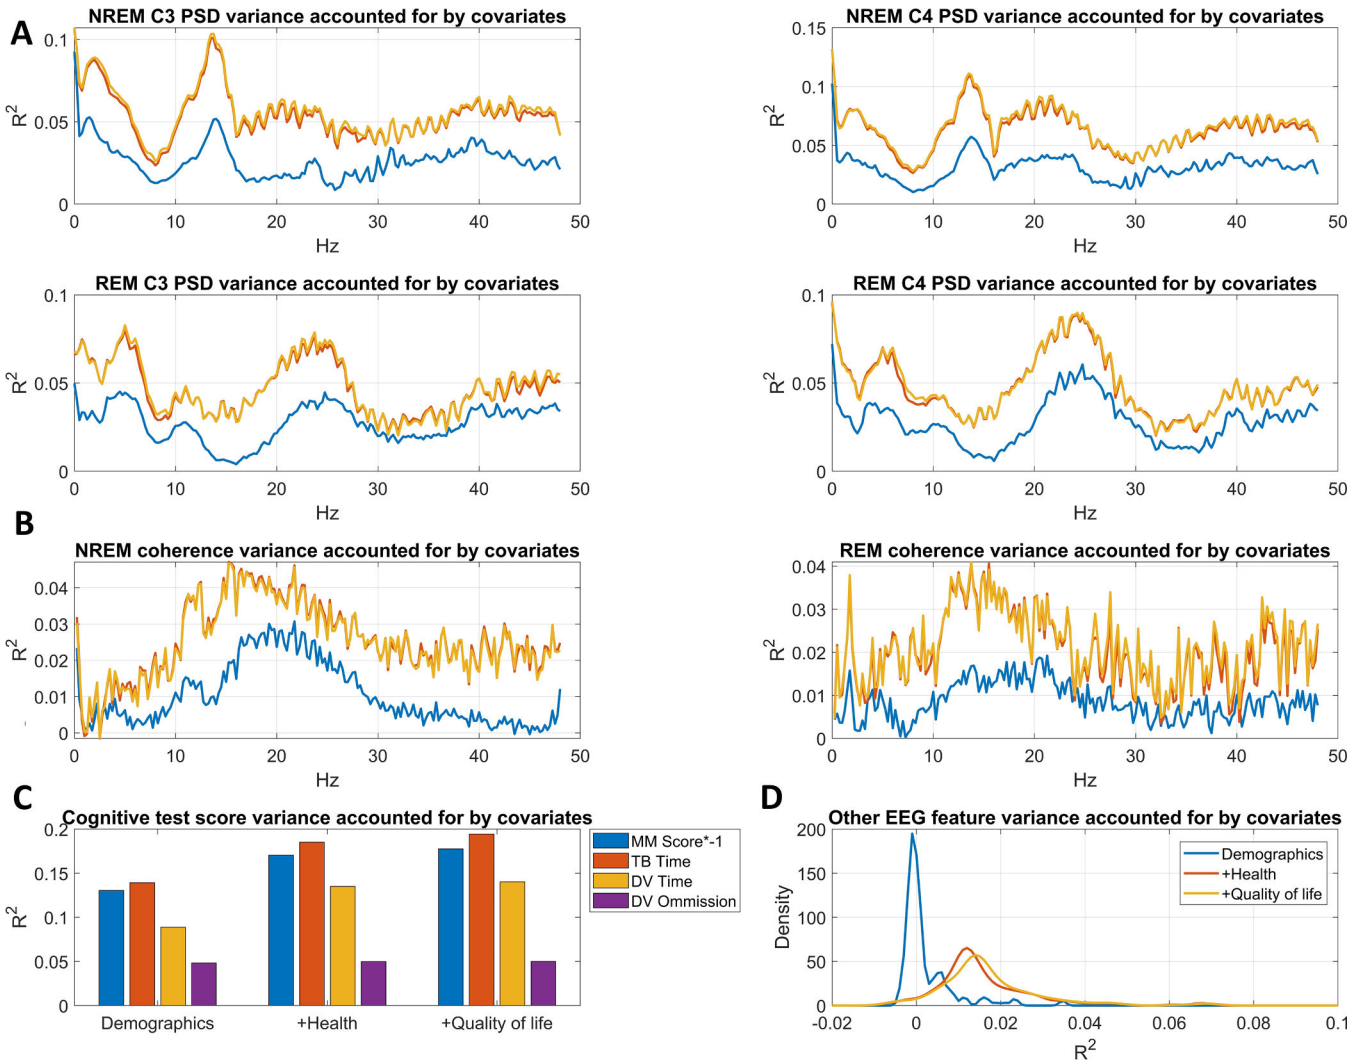 A
NREM C3 PSD variance accounted for by covariates
0.1
0.05
0
R²
0 10 20 30 40 50
Hz
NREM C4 PSD variance accounted for by covariates
0.15
0.1
0.05
0
R²
0 10 20 30 40 50
Hz
REM C3 PSD variance accounted for by covariates
0.1
0.05
0
R²
0 10 20 30 40 50
Hz
REM C4 PSD variance accounted for by covariates
0.1
0.05
0
R²
0 10 20 30 40 50
Hz
B
NREM coherence variance accounted for by covariates
0.04
0.03
0.02
0.01
0
R²
0 10 20 30 40 50
Hz
REM coherence variance accounted for by covariates
0.04
0.03
0.02
0.01
0
R²
0 10 20 30 40 50
Hz
C
Cognitive test score variance accounted for by covariates
0.2
0.15
0.1
0.05
0
R²
Demographics +Health +Quality of life
MM Score*-1
TB Time
DV Time
DV Ommission
D
Other EEG feature variance accounted for by covariates
200
150
100
50
0
Density
Demographics
+Health
+Quality of life
-0.02 0 0.02 0.04 0.06 0.08 0.1
R²